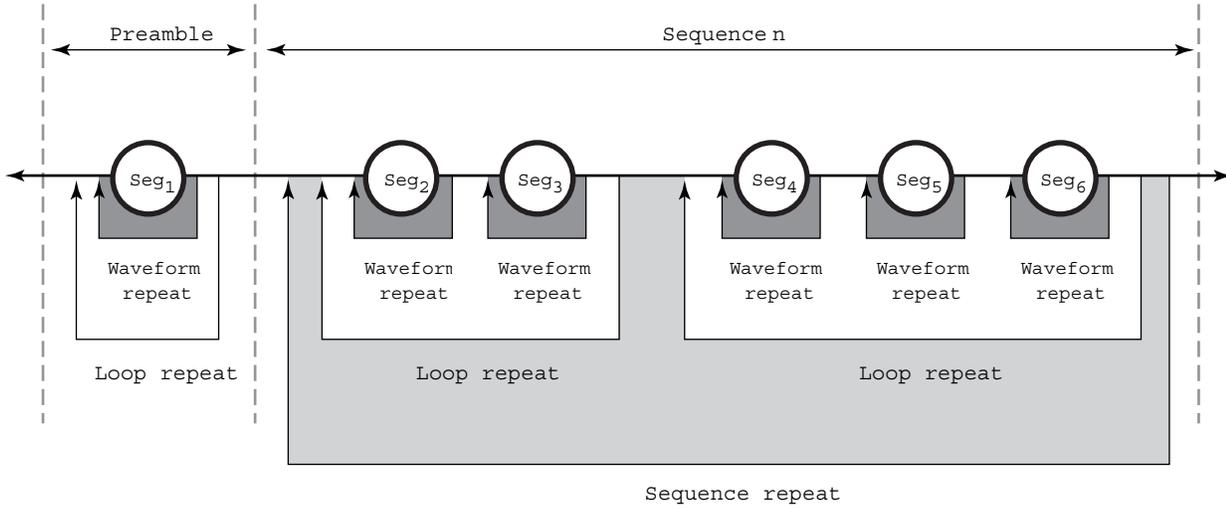 Preamble
Sequence n
Seg1
Seg2
Seg3
Seg4
Seg5
Seg6
Waveform
repeat
Waveform
repeat
Waveform
repeat
Waveform
repeat
Waveform
repeat
Waveform
repeat
Loop repeat
Loop repeat
Loop repeat
Sequence repeat